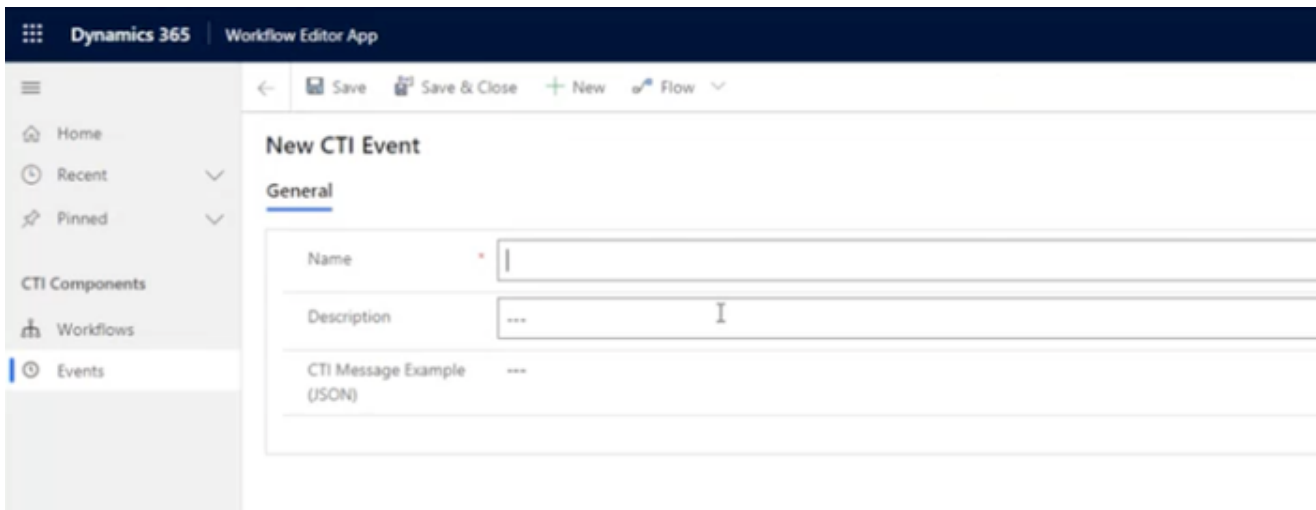 Dynamics 365 Workflow Editor App
Save Save & Close New Flow
Home
Recent
Pinned
CTI Components
Workflows
Events
New CTI Event
General
Name *
Description ---
CTI Message Example (JSON) ---